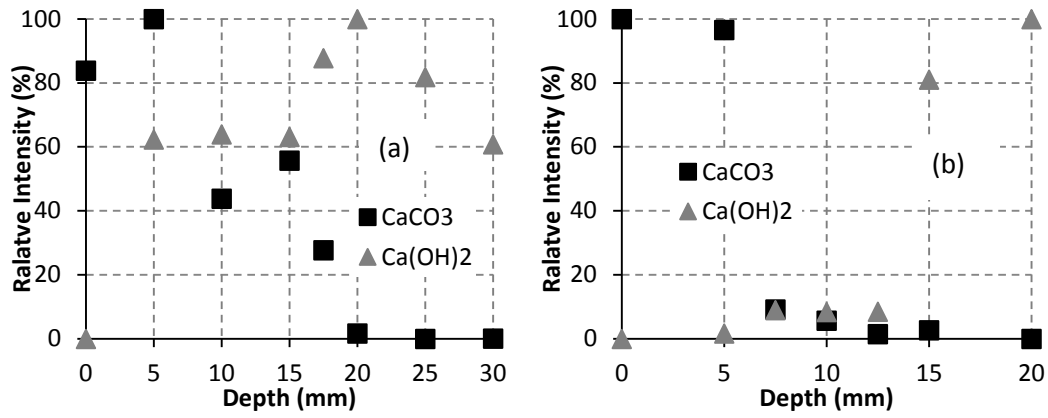 100
80
60
40
20
0
Ralatve Intensity (%)
(a)
CaCO3
Ca(OH)2
0 5 10 15 20 25 30
Depth (mm)
100
80
60
40
20
0
Ralatve Intensity (%)
(b)
CaCO3
Ca(OH)2
0 5 10 15 20
Depth (mm)